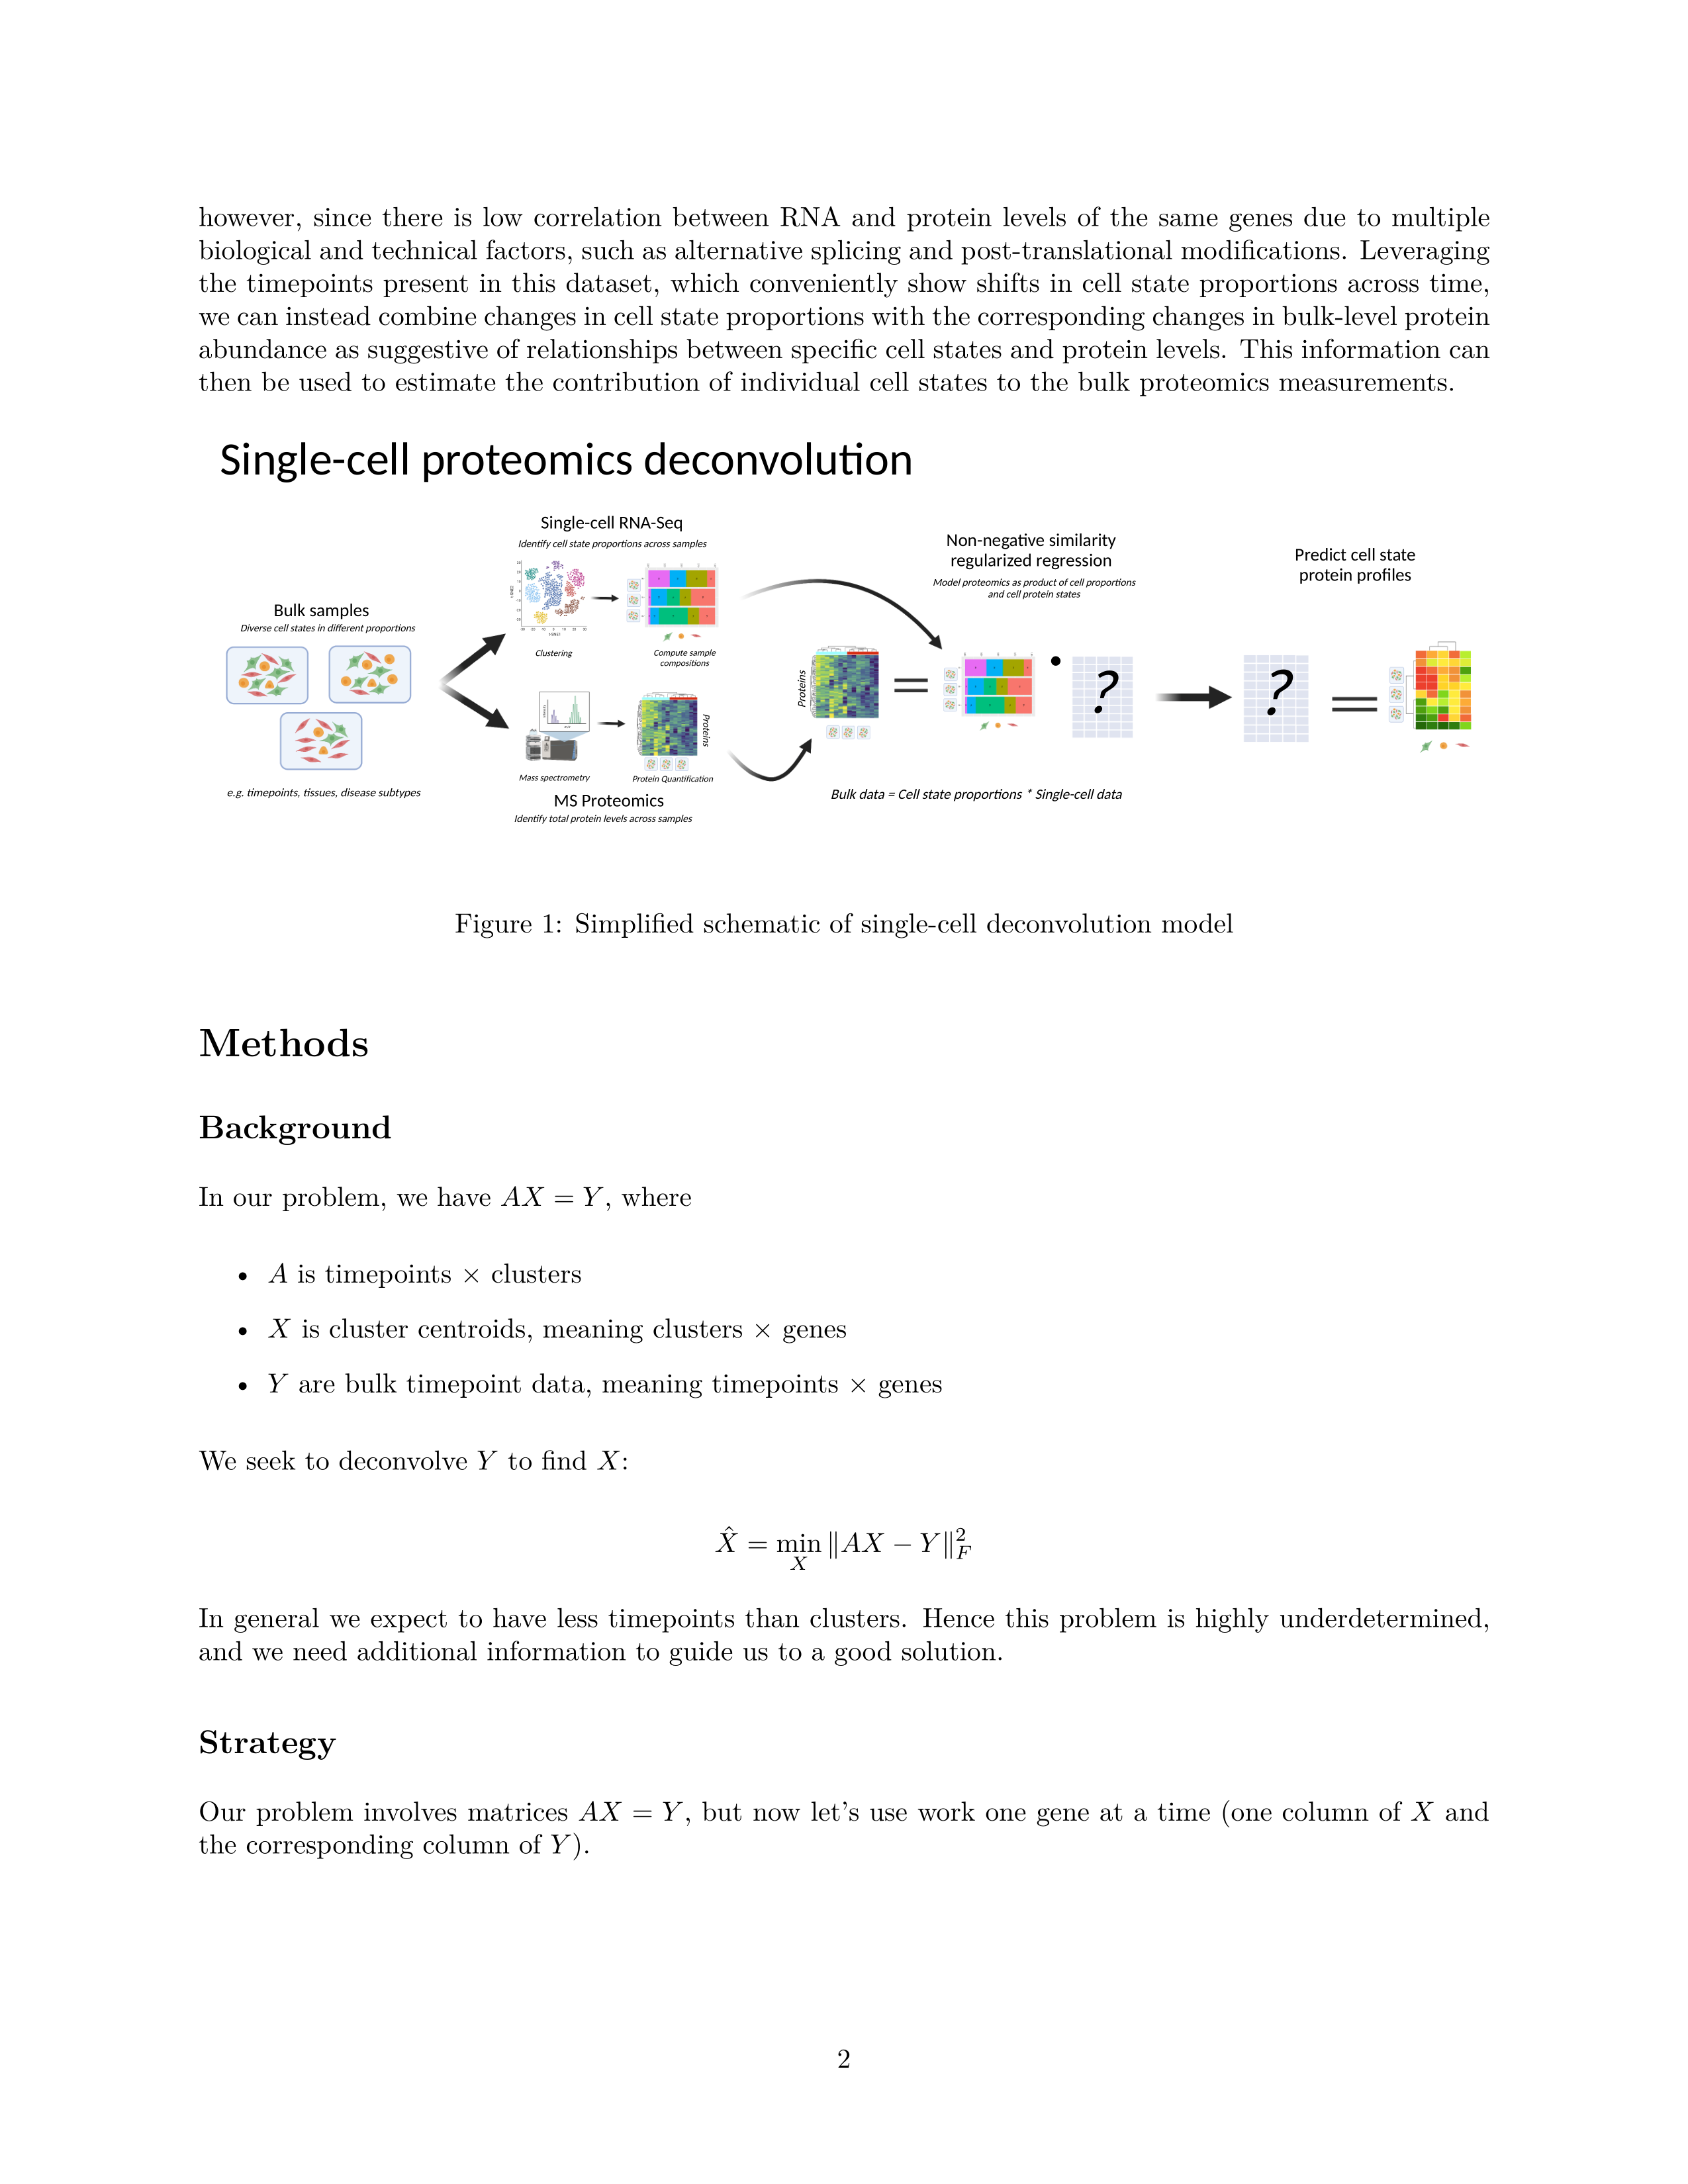 however, since there is low correlation between RNA and protein levels of the same genes due to multiple
biological and technical factors, such as alternative splicing and post-translational modifications. Leveraging
the timepoints present in this dataset, which conveniently show shifts in cell state proportions across time,
we can instead combine changes in cell state proportions with the corresponding changes in bulk-level protein
abundance as suggestive of relationships between specific cell states and protein levels. This information can
then be used to estimate the contribution of individual cell states to the bulk proteomics measurements.
Single-cell proteomics deconvolution
Bulk samples
Diverse cell states in different proportions
e.g. timepoints, tissues, disease subtypes
Single-cell RNA-Seq
Identify cell state proportions across samples
Clustering
Compute sample
compositions
Mass spectrometry
Proteins
Protein Quantification
MS Proteomics
Identify total protein levels across samples
Non-negative similarity
regularized regression
Model proteomics as product of cell proportions
and cell protein states
Proteins
=
•
?
Bulk data = Cell state proportions * Single-cell data
Predict cell state
protein profiles
?
=
Figure 1: Simplified schematic of single-cell deconvolution model
Methods
Background
In our problem, we have AX = Y, where
• A is timepoints × clusters
• X is cluster centroids, meaning clusters × genes
• Y are bulk timepoint data, meaning timepoints × genes
We seek to deconvolve Y to find X:
X̂ = min_X ‖AX − Y‖²_F
In general we expect to have less timepoints than clusters. Hence this problem is highly underdetermined,
and we need additional information to guide us to a good solution.
Strategy
Our problem involves matrices AX = Y, but now let's use work one gene at a time (one column of X and
the corresponding column of Y).
2